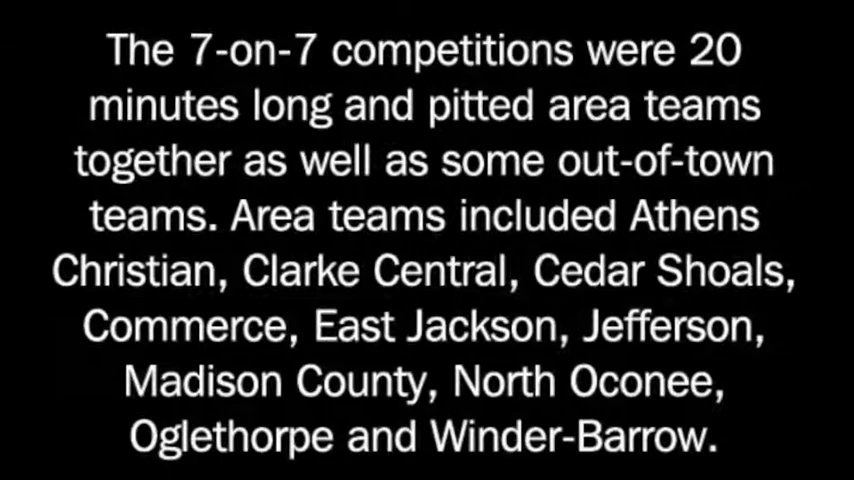 The 7-on-7 competitions were 20
minutes long and pitted area teams
together as well as some out-of-town
teams. Area teams included Athens
Christian, Clarke Central, Cedar Shoals,
Commerce, East Jackson, Jefferson,
Madison County, North Oconee,
Oglethorpe and Winder-Barrow.